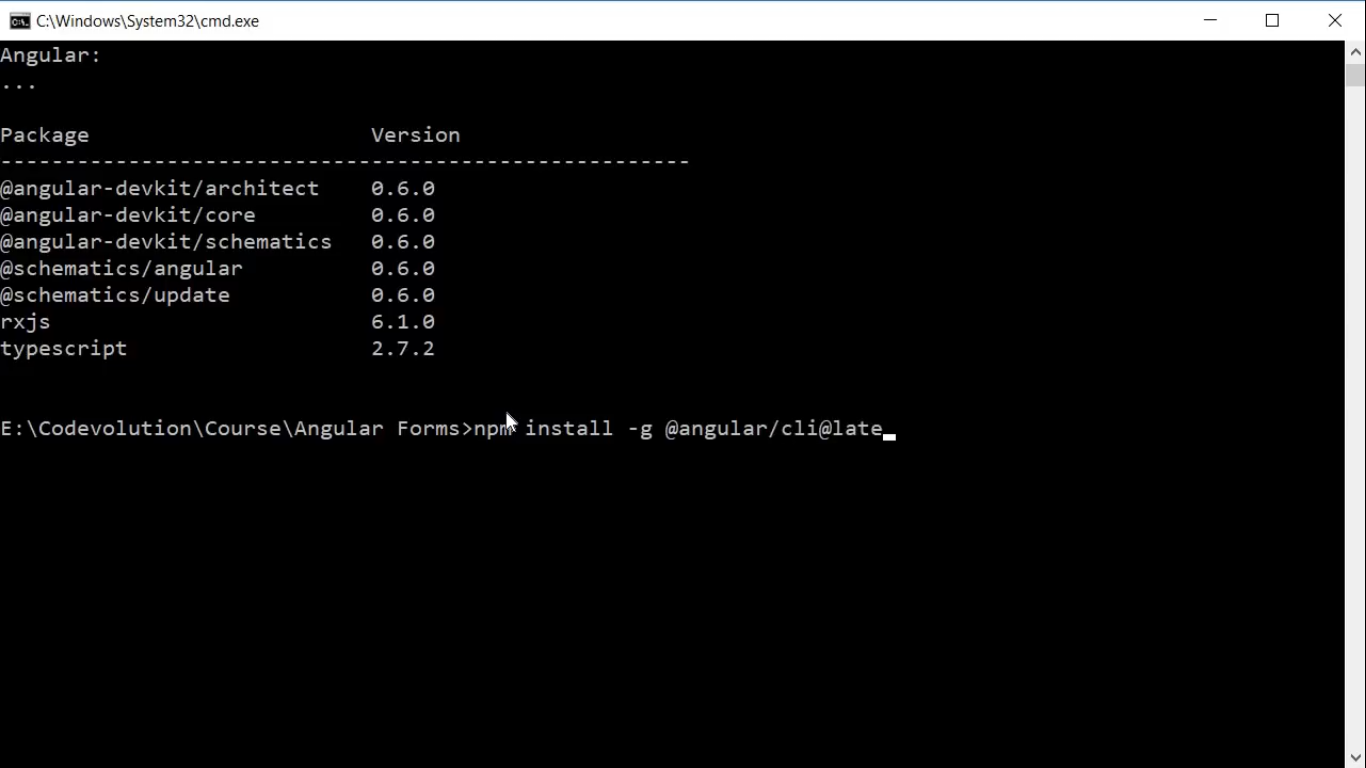 C:\Windows\System32\cmd.exe
Angular:
...
Package Version
------------------------------------------------------
@angular-devkit/architect 0.6.0
@angular-devkit/core 0.6.0
@angular-devkit/schematics 0.6.0
@schematics/angular 0.6.0
@schematics/update 0.6.0
rxjs 6.1.0
typescript 2.7.2
E:\Codevolution\Course\Angular Forms>npm install -g @angular/cli@late_